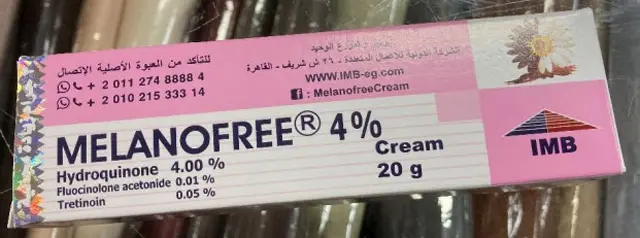 للتأكد من العبوة الأصلية الإتصال
+ 2 011 274 8888 4
+ 2 010 215 333 14
الوحيد
الشركة الدولية للأعمال المتعددة - ٣٦ ش شريف - القاهرة
WWW.IMB-eg.com
: MelanofreeCream
MELANOFREE® 4%
Cream
20 g
Hydroquinone 4.00 %
Fluocinolone acetonide 0.01 %
Tretinoin 0.05 %
IMB